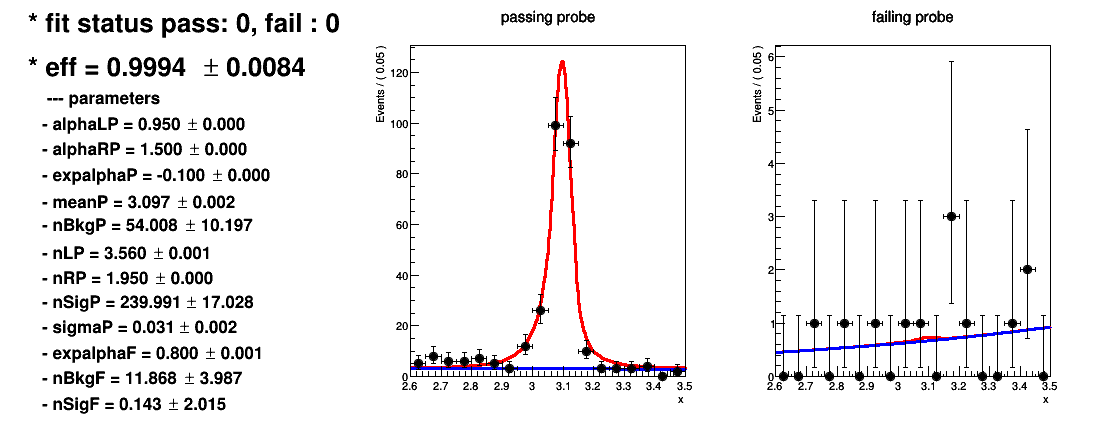 * fit status pass: 0, fail : 0
* eff = 0.9994 ± 0.0084
--- parameters
- alphaLP = 0.950 ± 0.000
- alphaRP = 1.500 ± 0.000
- expalphaP = -0.100 ± 0.000
- meanP = 3.097 ± 0.002
- nBkgP = 54.008 ± 10.197
- nLP = 3.560 ± 0.001
- nRP = 1.950 ± 0.000
- nSigP = 239.991 ± 17.028
- sigmaP = 0.031 ± 0.002
- expalphaF = 0.800 ± 0.001
- nBkgF = 11.868 ± 3.987
- nSigF = 0.143 ± 2.015
passing probe
Events / ( 0.05 )
120
100
80
60
40
20
0
2.6 2.7 2.8 2.9 3 3.1 3.2 3.3 3.4 3.5
x
failing probe
Events / ( 0.05 )
6
5
4
3
2
1
0
2.6 2.7 2.8 2.9 3 3.1 3.2 3.3 3.4 3.5
x